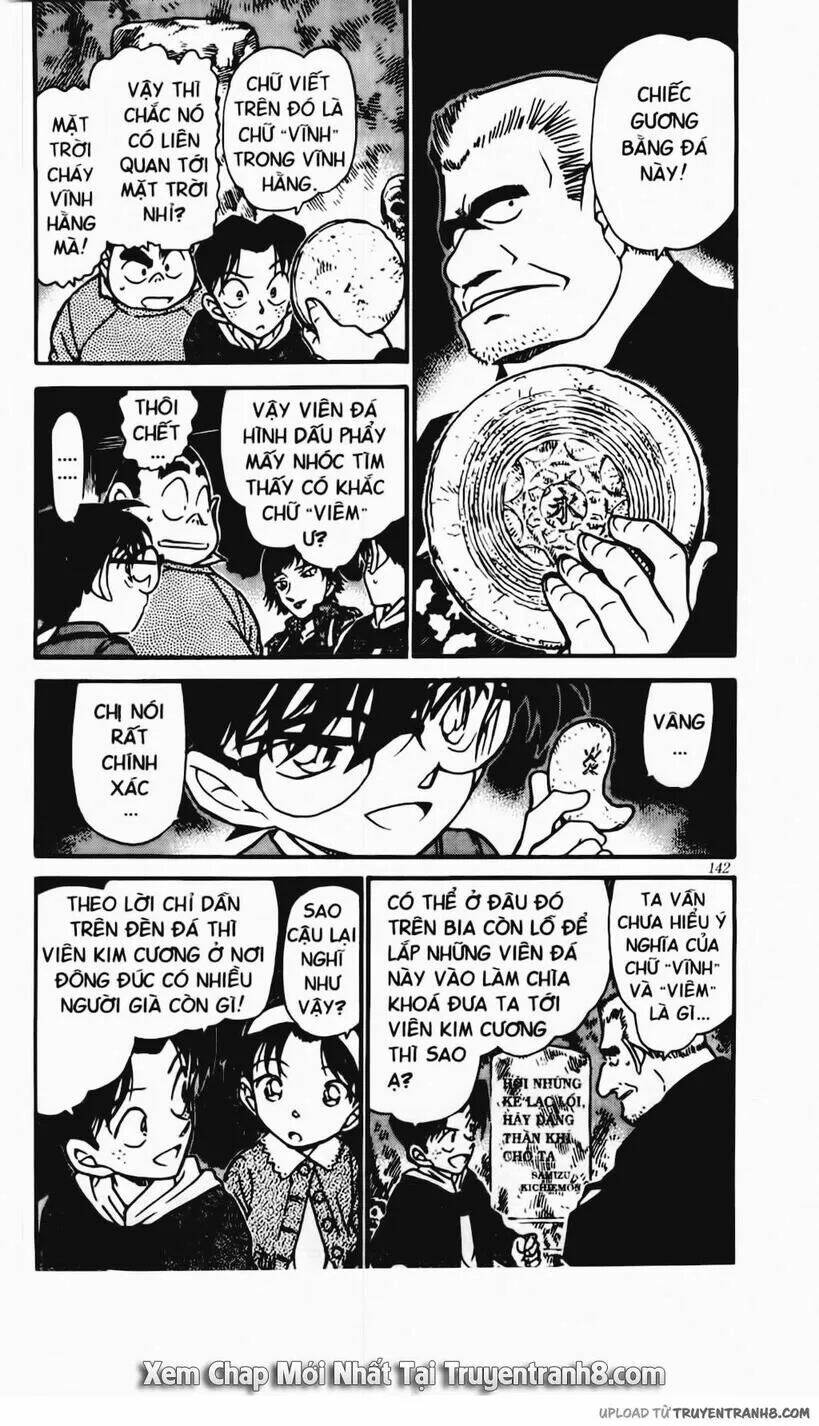 CHIẾC
GƯƠNG
BẰNG ĐÁ
NÀY!
永
CHỮ VIẾT
TRÊN ĐÓ LÀ
CHỮ "VĨNH"
TRONG VĨNH
HẰNG.
VẬY THÌ
CHẮC NÓ
CÓ LIÊN
QUAN TỚI
MẶT TRỜI
NHỈ?
MẶT
TRỜI
CHÁY
VĨNH
HẰNG
MÀ!
VẬY VIÊN ĐÁ
HÌNH DẤU PHẨY
MẤY NHÓC TÌM
THẤY CÓ KHẮC
CHỮ "VIÊM"
Ư?
THÔI
CHẾT
...
......
......
VÂNG
...
炎
CHỊ NÓI
RẤT
CHÍNH
XÁC
...
142
TA VẪN
CHƯA HIỂU Ý
NGHĨA CỦA
CHỮ "VĨNH"
VÀ "VIÊM"
LÀ GÌ...
CÓ THỂ Ở ĐÂU ĐÓ
TRÊN BIA CÒN LỖ ĐỂ
LẮP NHỮNG VIÊN ĐÁ
NÀY VÀO LÀM CHÌA
KHOÁ ĐƯA TA TỚI
VIÊN KIM CƯƠNG
THÌ SAO
Ạ?
HỠI NHỮNG
KẺ LẠC LỐI,
HÃY DÂNG
THẦN KHÍ
CHO TA
SAMIZU
KICHIEMON
SAO
CẬU LẠI
NGHĨ
NHƯ
VẬY?
THEO LỜI CHỈ DẪN
TRÊN ĐÈN ĐÁ THÌ
VIÊN KIM CƯƠNG Ở NƠI
ĐÔNG ĐÚC CÓ NHIỀU
NGƯỜI GIÀ CÒN GÌ!
Xem Chap Mới Nhất Tại Truyentranh8.com
UPLOAD TỪ TRUYENTRANH8.COM